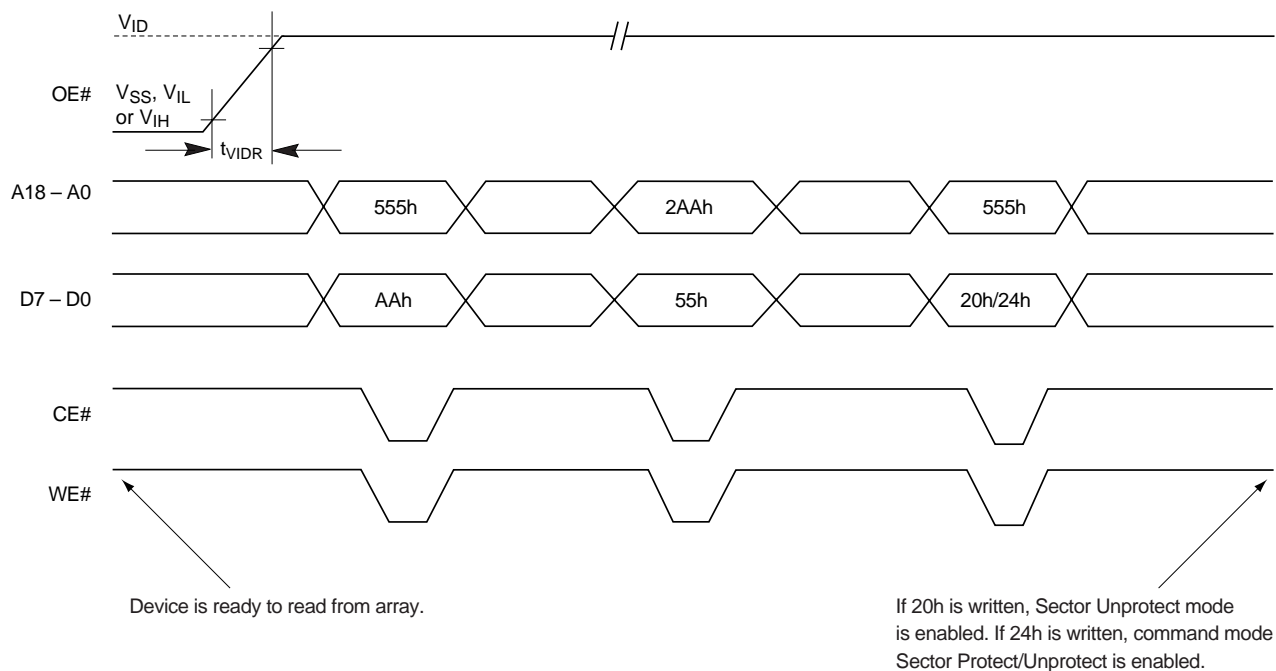 VID
OE#
VSS, VIL
or VIH
tVIDR
A18 – A0
555h
2AAh
555h
D7 – D0
AAh
55h
20h/24h
CE#
WE#
Device is ready to read from array.
If 20h is written, Sector Unprotect mode
is enabled. If 24h is written, command mode
Sector Protect/Unprotect is enabled.